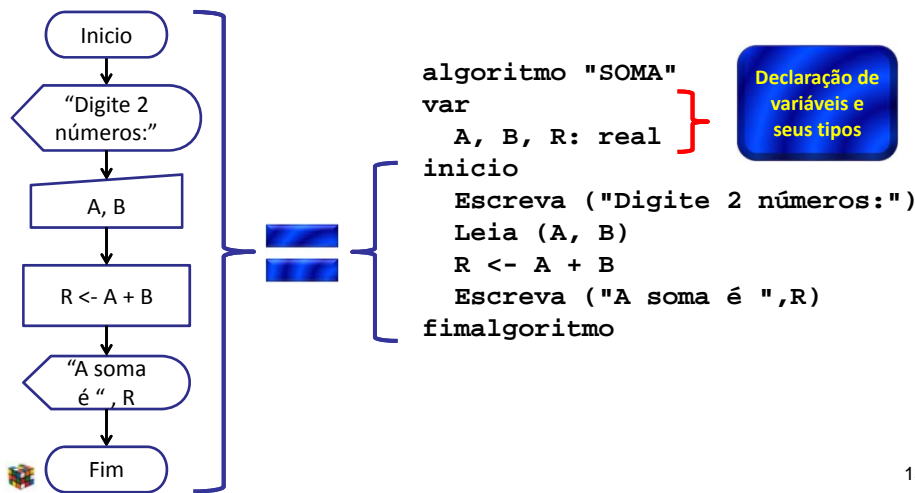 Inicio
“Digite 2
números:”
A, B
R <- A + B
“A soma
é “ , R
Fim
algoritmo "SOMA"
var
A, B, R: real
inicio
Escreva ("Digite 2 números:")
Leia (A, B)
R <- A + B
Escreva ("A soma é ",R)
fimalgoritmo
Declaração de
variáveis e
seus tipos
1